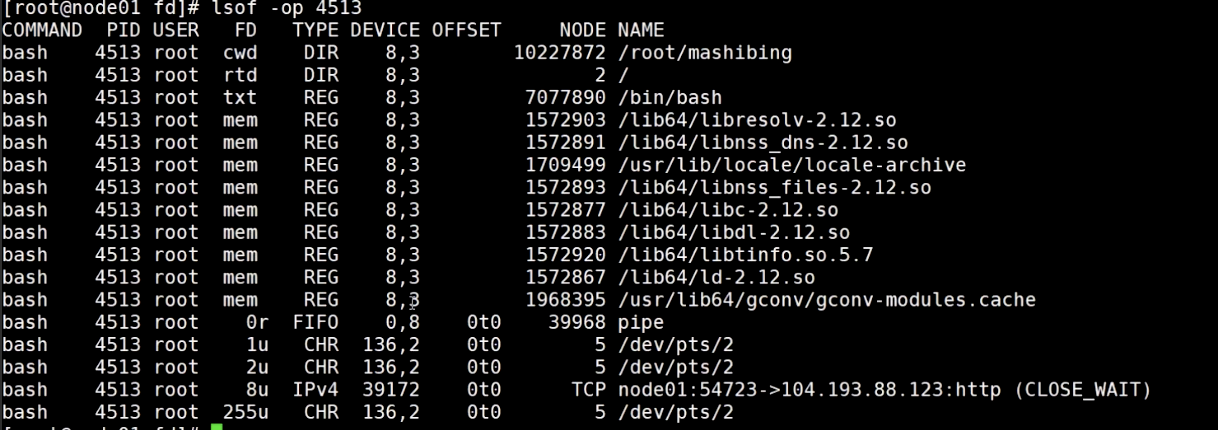 [root@node01 fd]# lsof -op 4513
COMMAND  PID USER   FD   TYPE DEVICE OFFSET     NODE NAME
bash    4513 root  cwd    DIR    8,3        10227872 /root/mashibing
bash    4513 root  rtd    DIR    8,3               2 /
bash    4513 root  txt    REG    8,3         7077890 /bin/bash
bash    4513 root  mem    REG    8,3         1572903 /lib64/libresolv-2.12.so
bash    4513 root  mem    REG    8,3         1572891 /lib64/libnss_dns-2.12.so
bash    4513 root  mem    REG    8,3         1709499 /usr/lib/locale/locale-archive
bash    4513 root  mem    REG    8,3         1572893 /lib64/libnss_files-2.12.so
bash    4513 root  mem    REG    8,3         1572877 /lib64/libc-2.12.so
bash    4513 root  mem    REG    8,3         1572883 /lib64/libdl-2.12.so
bash    4513 root  mem    REG    8,3         1572920 /lib64/libtinfo.so.5.7
bash    4513 root  mem    REG    8,3         1572867 /lib64/ld-2.12.so
bash    4513 root  mem    REG    8,3         1968395 /usr/lib64/gconv/gconv-modules.cache
bash    4513 root    0r  FIFO    0,8    0t0    39968 pipe
bash    4513 root    1u   CHR  136,2    0t0        5 /dev/pts/2
bash    4513 root    2u   CHR  136,2    0t0        5 /dev/pts/2
bash    4513 root    8u  IPv4  39172    0t0      TCP node01:54723->104.193.88.123:http (CLOSE_WAIT)
bash    4513 root  255u   CHR  136,2    0t0        5 /dev/pts/2
[root@node01 fd]#